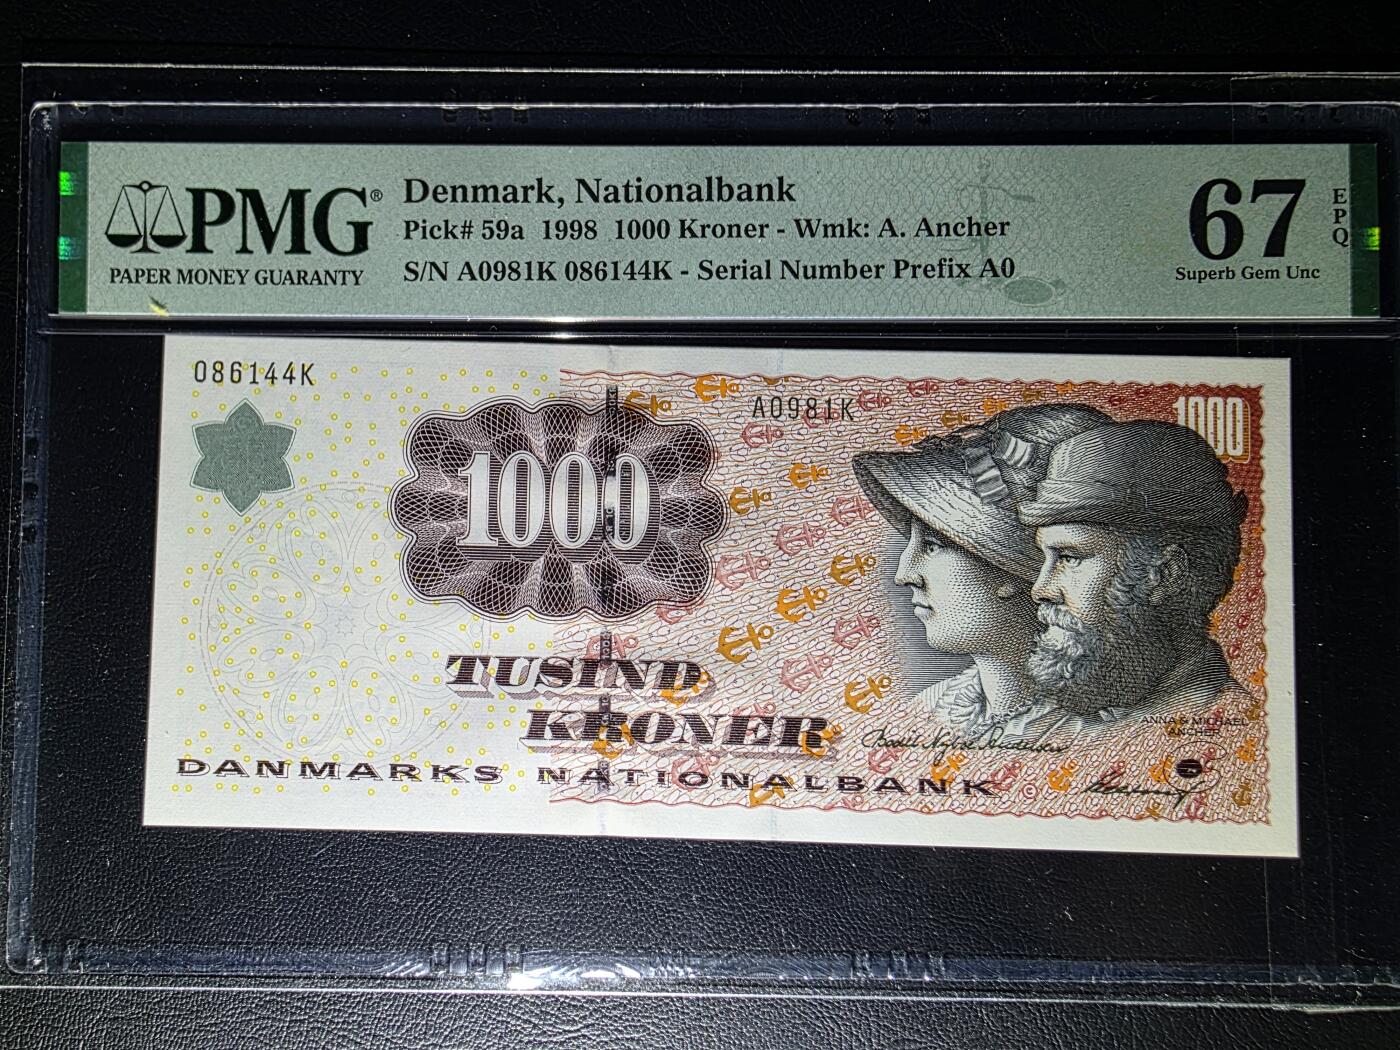 PMG®
PAPER MONEY GUARANTY
Denmark, Nationalbank
Pick# 59a 1998 1000 Kroner - Wmk: A. Ancher
S/N A0981K 086144K - Serial Number Prefix A0
67
EPQ
Superb Gem Unc
086144K
A0981K
1000
1000
TUSIND
KRONER
ANNA & MICHAEL
ANCHER
DANMARKS NATIONALBANK ©